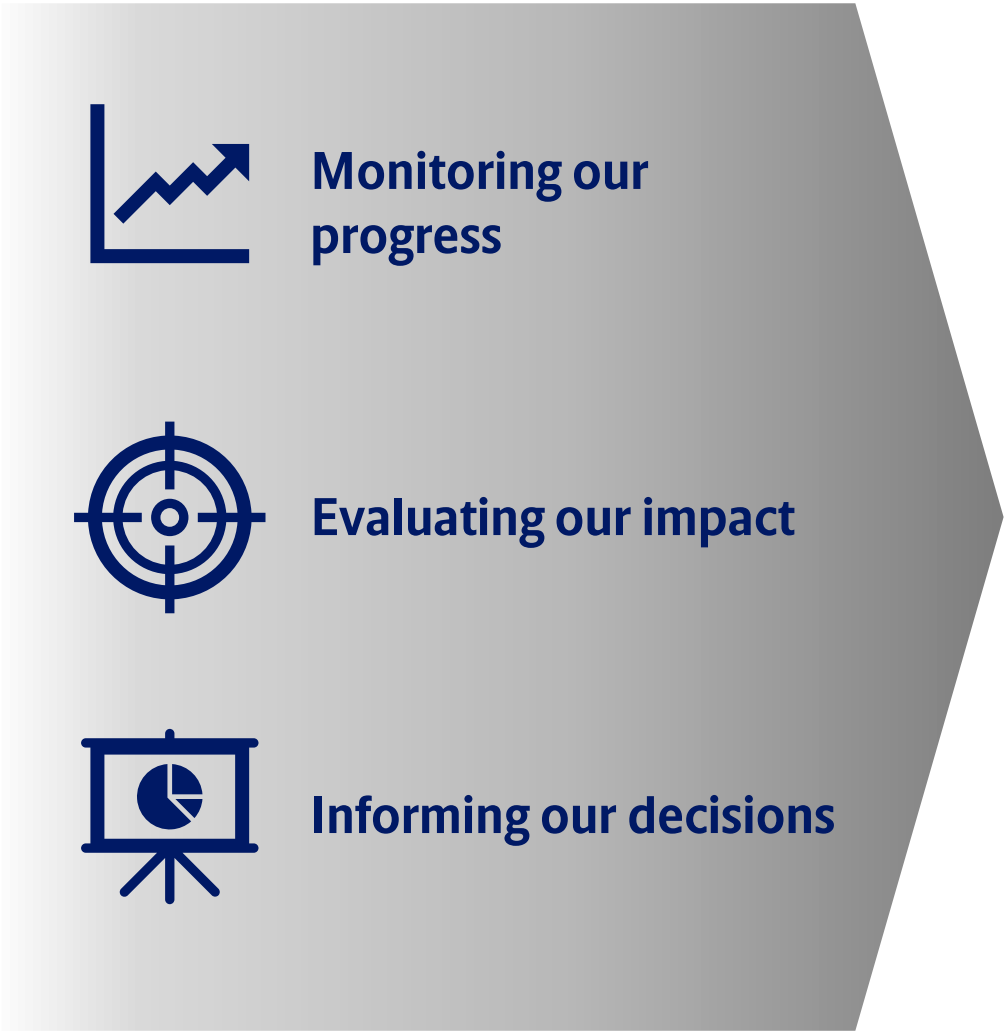 Monitoring our
progress
Evaluating our impact
Informing our decisions